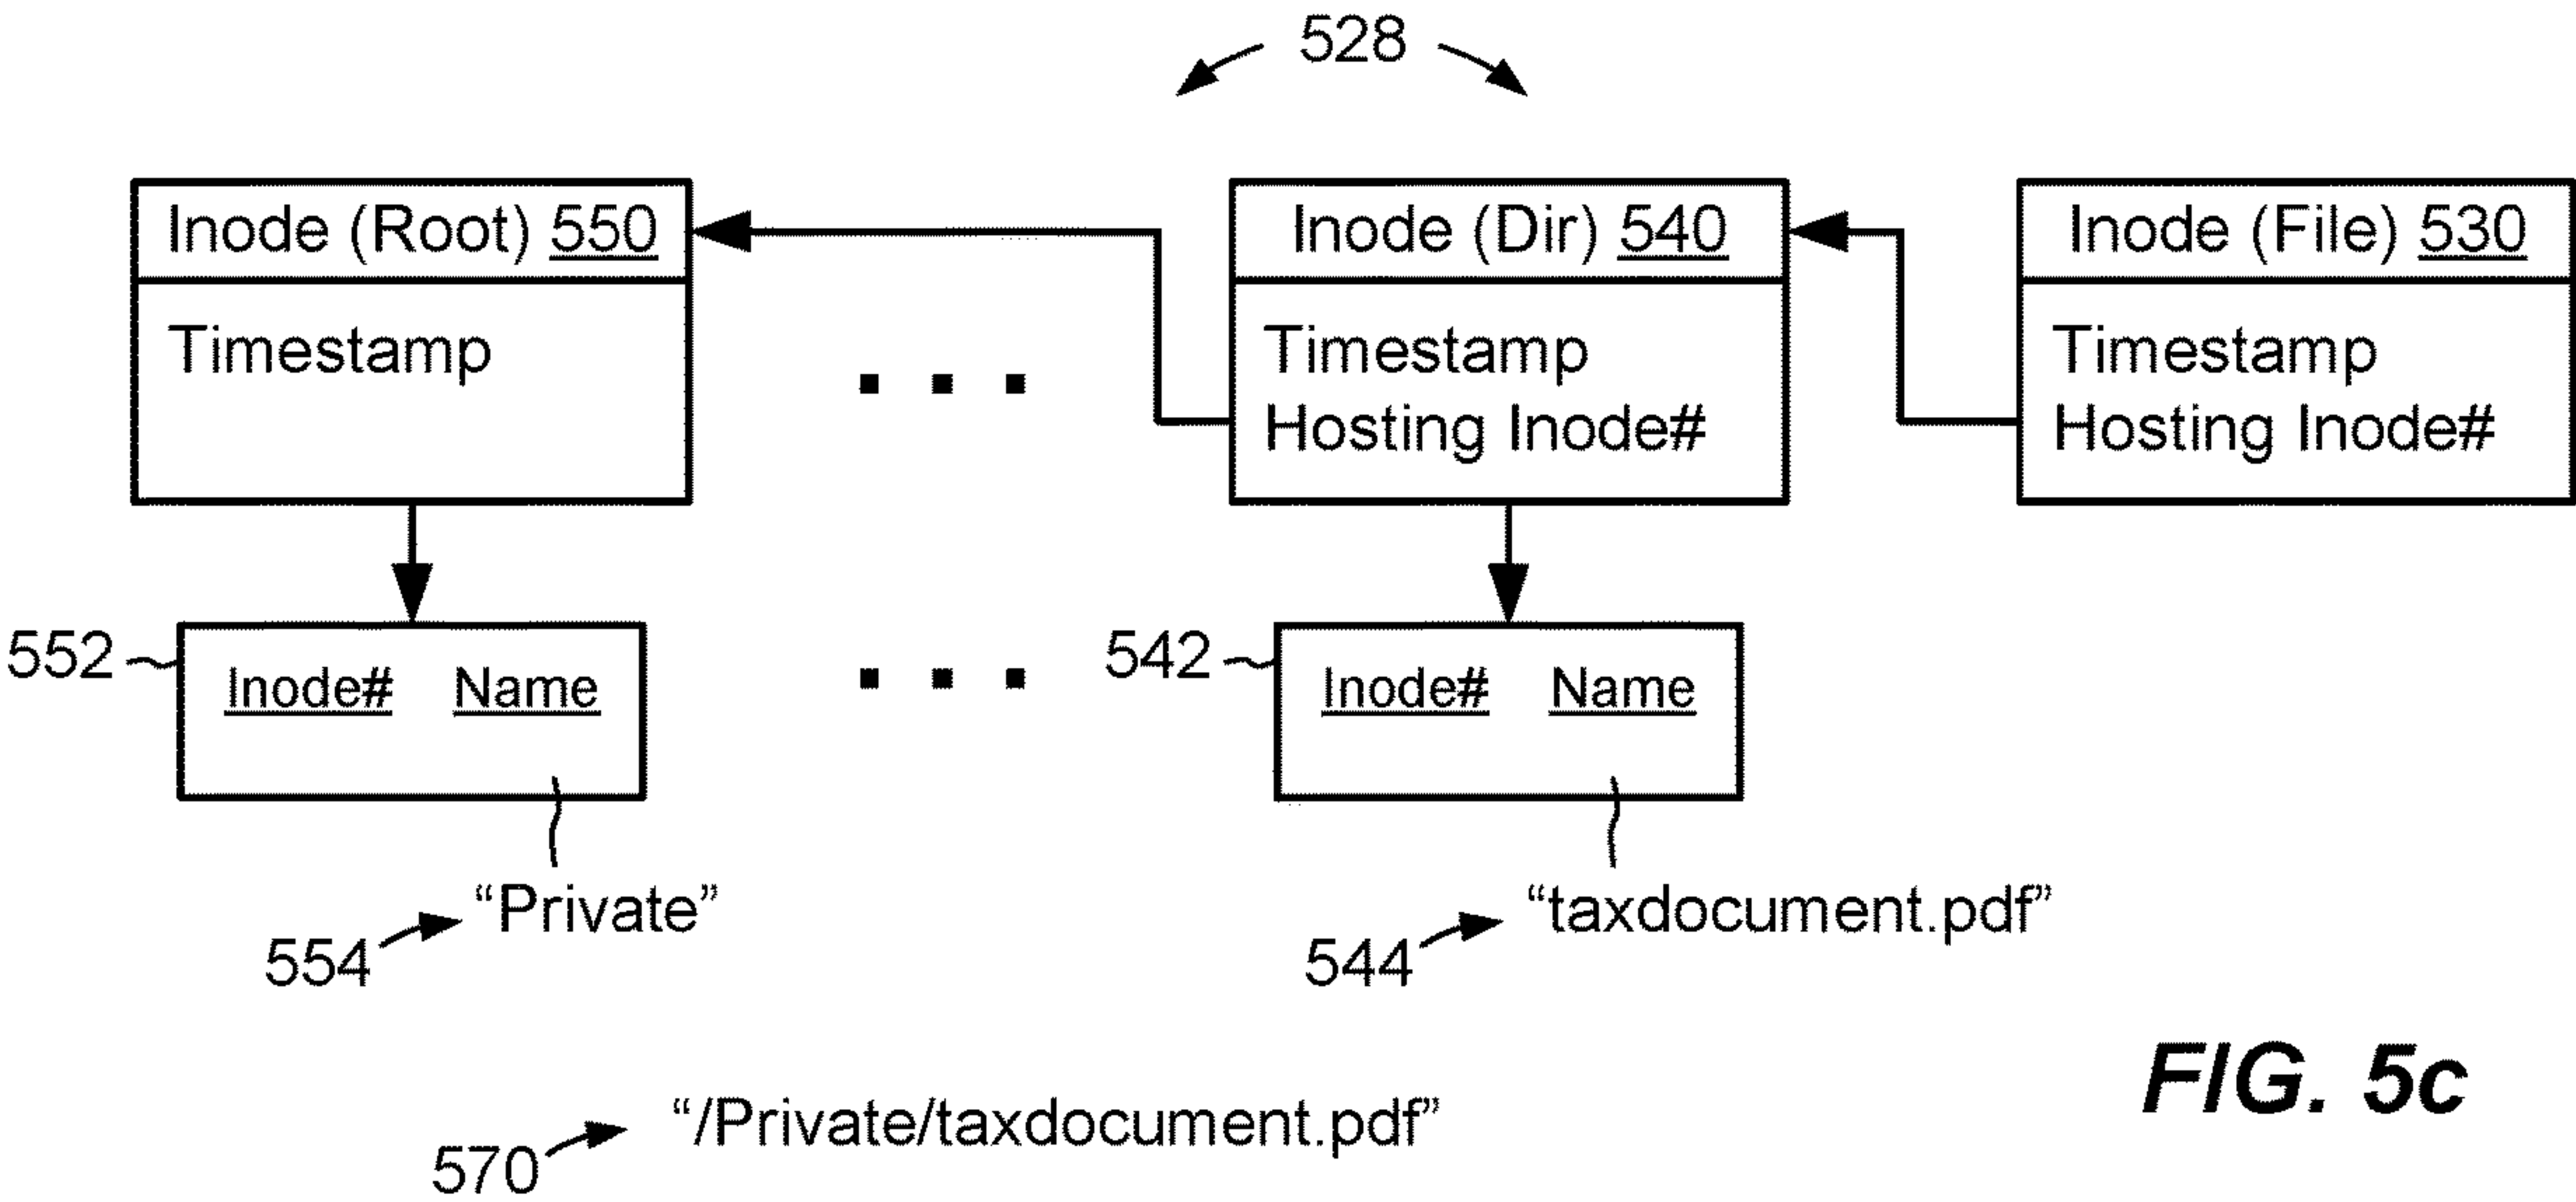 528
Inode (Root) 550
Timestamp
Inode (Dir) 540
Timestamp
Hosting Inode#
Inode (File) 530
Timestamp
Hosting Inode#
552
Inode# Name
542
Inode# Name
"Private"
554
"taxdocument.pdf"
544
"/Private/taxdocument.pdf"
570
FIG. 5c